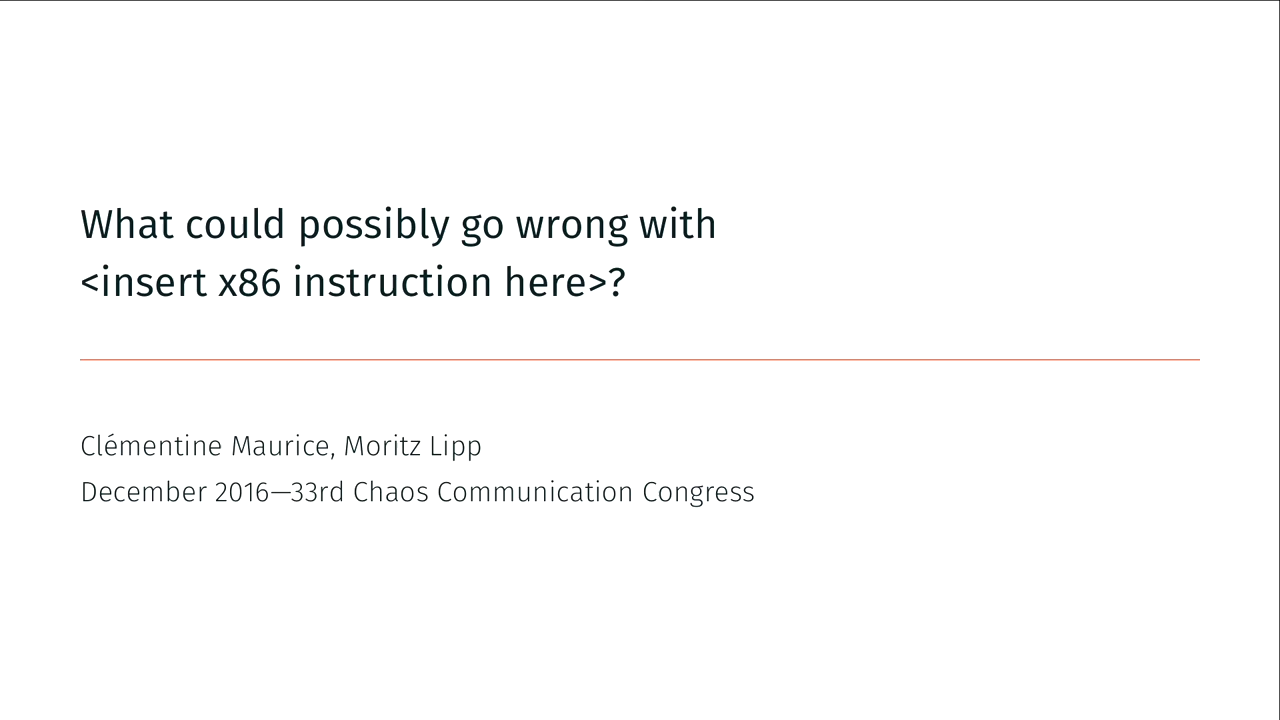 What could possibly go wrong with
<insert x86 instruction here>?
Clémentine Maurice, Moritz Lipp
December 2016—33rd Chaos Communication Congress